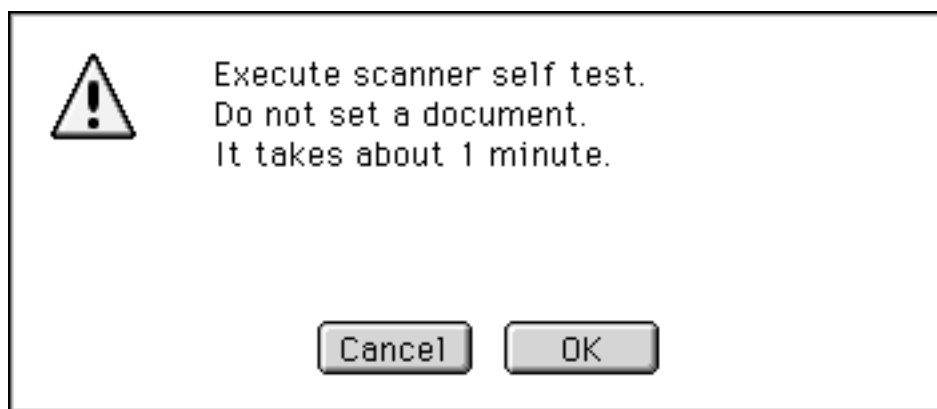 Execute scanner self test.
Do not set a document.
It takes about 1 minute.
Cancel OK